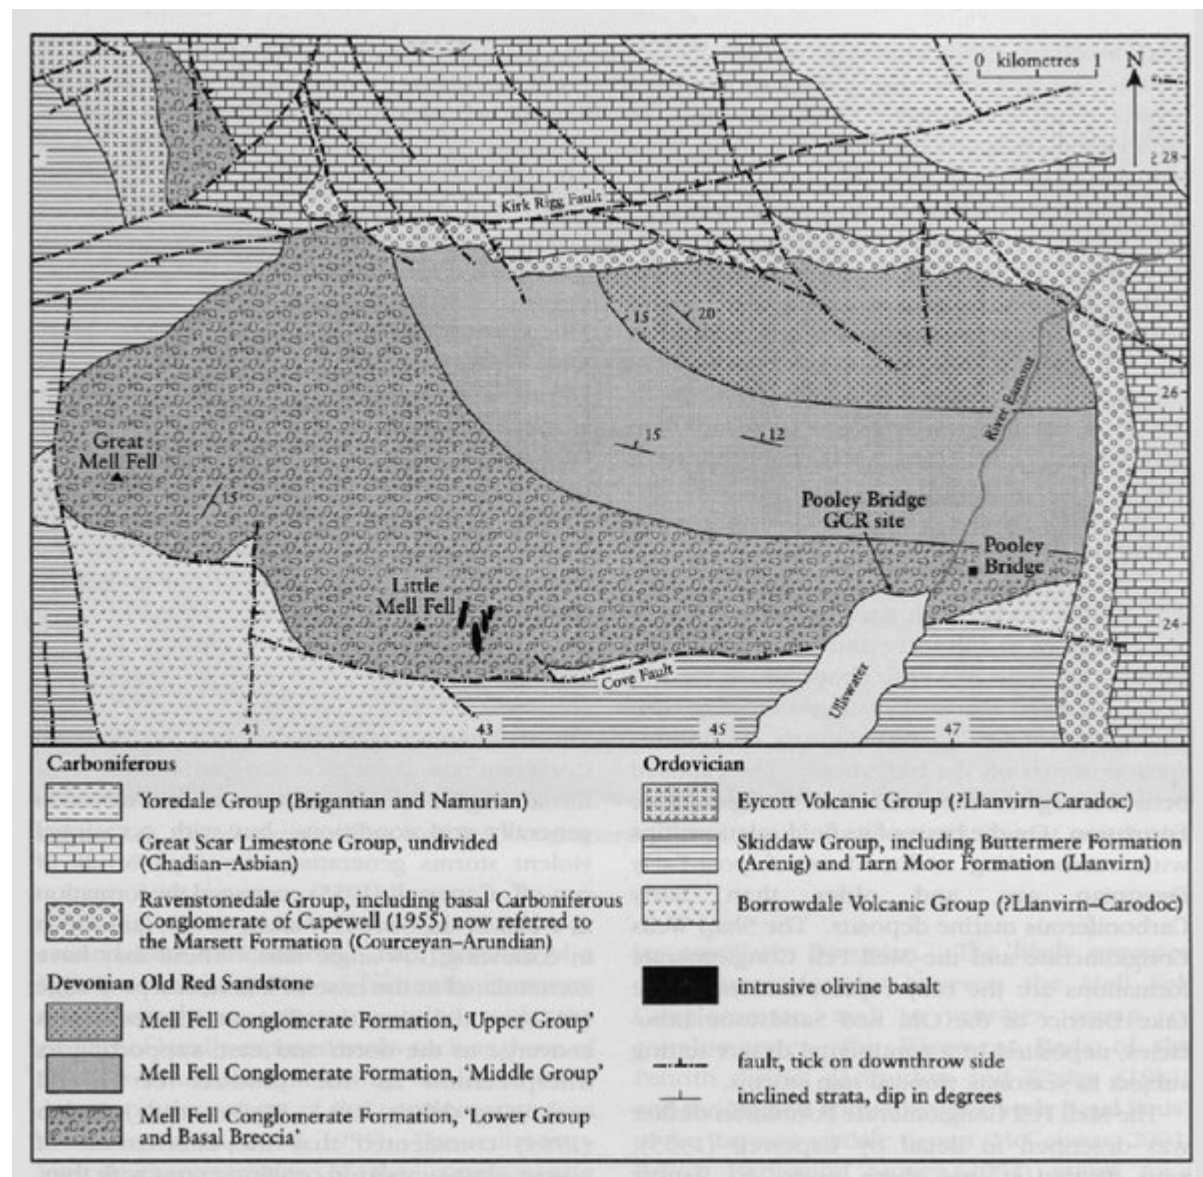 0 kilometres 1
N
28
Kirk Rigg Fault
15
20
26
River Eamont
15
12
Great
Mell Fell
15
Pooley Bridge
GCR site
Pooley
Bridge
Little
Mell Fell
24
Cove Fault
Ullswater
41
43
45
47
Carboniferous
Yoredale Group (Brigantian and Namurian)
Great Scar Limestone Group, undivided
(Chadian–Asbian)
Ravenstonedale Group, including basal Carboniferous
Conglomerate of Capewell (1955) now referred to
the Marsett Formation (Courceyan–Arundian)
Devonian Old Red Sandstone
Mell Fell Conglomerate Formation, ‘Upper Group’
Mell Fell Conglomerate Formation, ‘Middle Group’
Mell Fell Conglomerate Formation, ‘Lower Group
and Basal Breccia’
Ordovician
Eycott Volcanic Group (?Llanvirn–Caradoc)
Skiddaw Group, including Buttermere Formation
(Arenig) and Tarn Moor Formation (Llanvirn)
Borrowdale Volcanic Group (?Llanvirn–Carodoc)
intrusive olivine basalt
fault, tick on downthrow side
inclined strata, dip in degrees